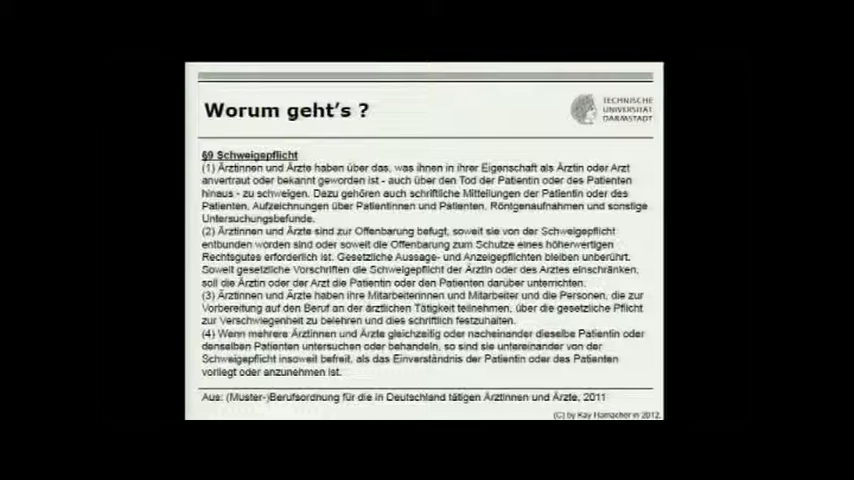 Worum geht's ?
TECHNISCHE
UNIVERSITÄT
DARMSTADT
§9 Schweigepflicht
(1) Ärztinnen und Ärzte haben über das, was ihnen in ihrer Eigenschaft als Ärztin oder Arzt
anvertraut oder bekannt geworden ist - auch über den Tod der Patientin oder des Patienten
hinaus - zu schweigen. Dazu gehören auch schriftliche Mitteilungen der Patientin oder des
Patienten, Aufzeichnungen über Patientinnen und Patienten, Röntgenaufnahmen und sonstige
Untersuchungsbefunde.
(2) Ärztinnen und Ärzte sind zur Offenbarung befugt, soweit sie von der Schweigepflicht
entbunden worden sind oder soweit die Offenbarung zum Schutze eines höherwertigen
Rechtsgutes erforderlich ist. Gesetzliche Aussage- und Anzeigepflichten bleiben unberührt.
Soweit gesetzliche Vorschriften die Schweigepflicht der Ärztin oder des Arztes einschränken,
soll die Ärztin oder der Arzt die Patientin oder den Patienten darüber unterrichten.
(3) Ärztinnen und Ärzte haben ihre Mitarbeiterinnen und Mitarbeiter und die Personen, die zur
Vorbereitung auf den Beruf an der ärztlichen Tätigkeit teilnehmen, über die gesetzliche Pflicht
zur Verschwiegenheit zu belehren und dies schriftlich festzuhalten.
(4) Wenn mehrere Ärztinnen und Ärzte gleichzeitig oder nacheinander dieselbe Patientin oder
denselben Patienten untersuchen oder behandeln, so sind sie untereinander von der
Schweigepflicht insoweit befreit, als das Einverständnis der Patientin oder des Patienten
vorliegt oder anzunehmen ist.
Aus: (Muster-)Berufsordnung für die in Deutschland tätigen Ärztinnen und Ärzte, 2011
(C) by Kay Hamacher in 2012.